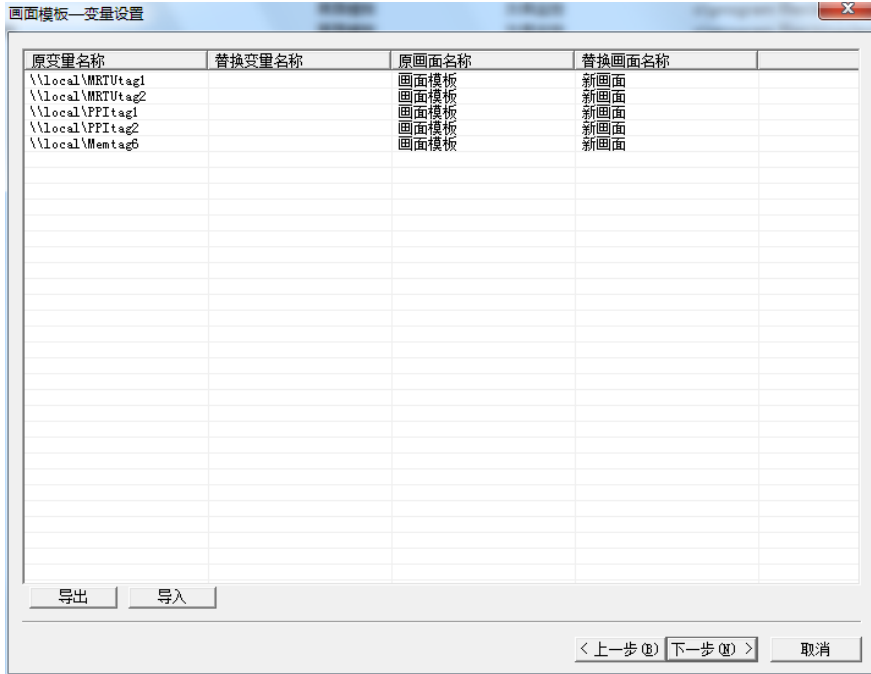 画面模板—变量设置
原变量名称 替换变量名称 原画面名称 替换画面名称
\\local\MRTUtag1 画面模板 新画面
\\local\MRTUtag2 画面模板 新画面
\\local\PPItag1 画面模板 新画面
\\local\PPItag2 画面模板 新画面
\\local\Memtag6 画面模板 新画面
导出 导入
< 上一步(B) 下一步(N) > 取消